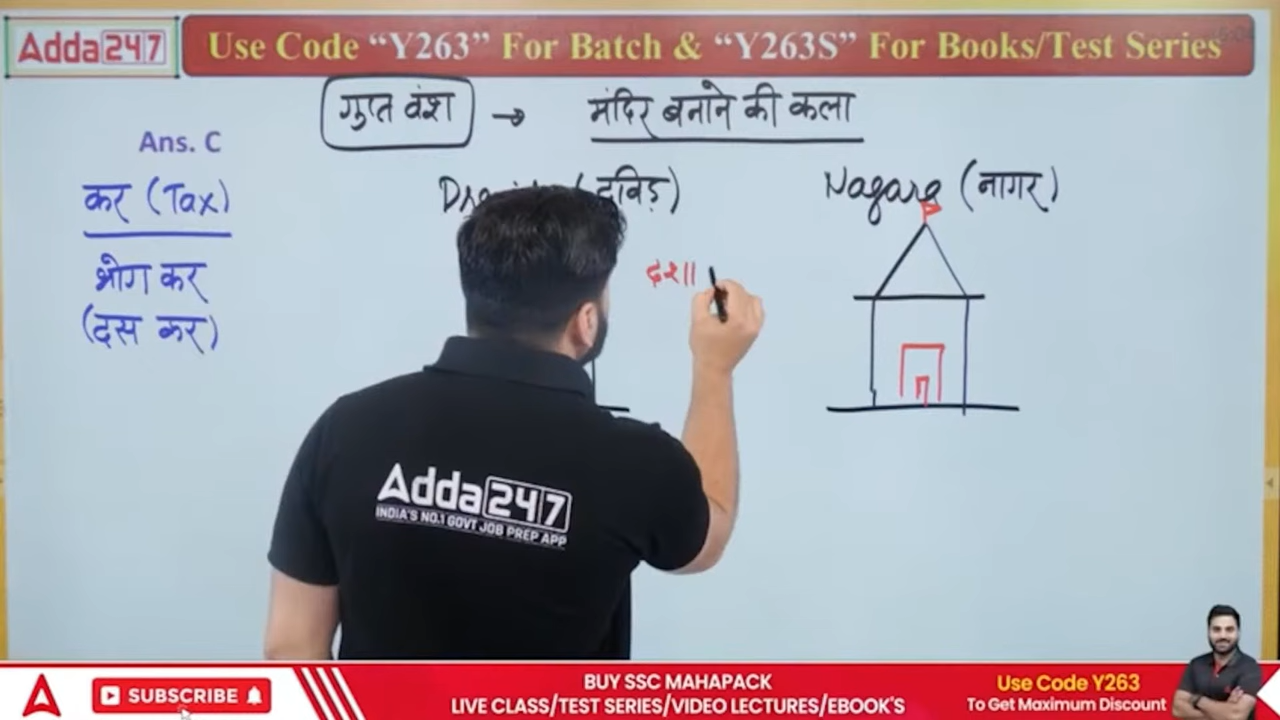 Adda247
Use Code “Y263” For Batch & “Y263S” For Books/Test Series
गुप्त वंश → मंदिर बनाने की कला
Ans. C
कर (Tax)
भोग कर
(दस कर)
Nagara (नागर)
दशा
Adda247
INDIA'S NO.1 GOVT JOB PREP APP
SUBSCRIBE
BUY SSC MAHAPACK
LIVE CLASS/TEST SERIES/VIDEO LECTURES/EBOOK'S
Use Code Y263
To Get Maximum Discount